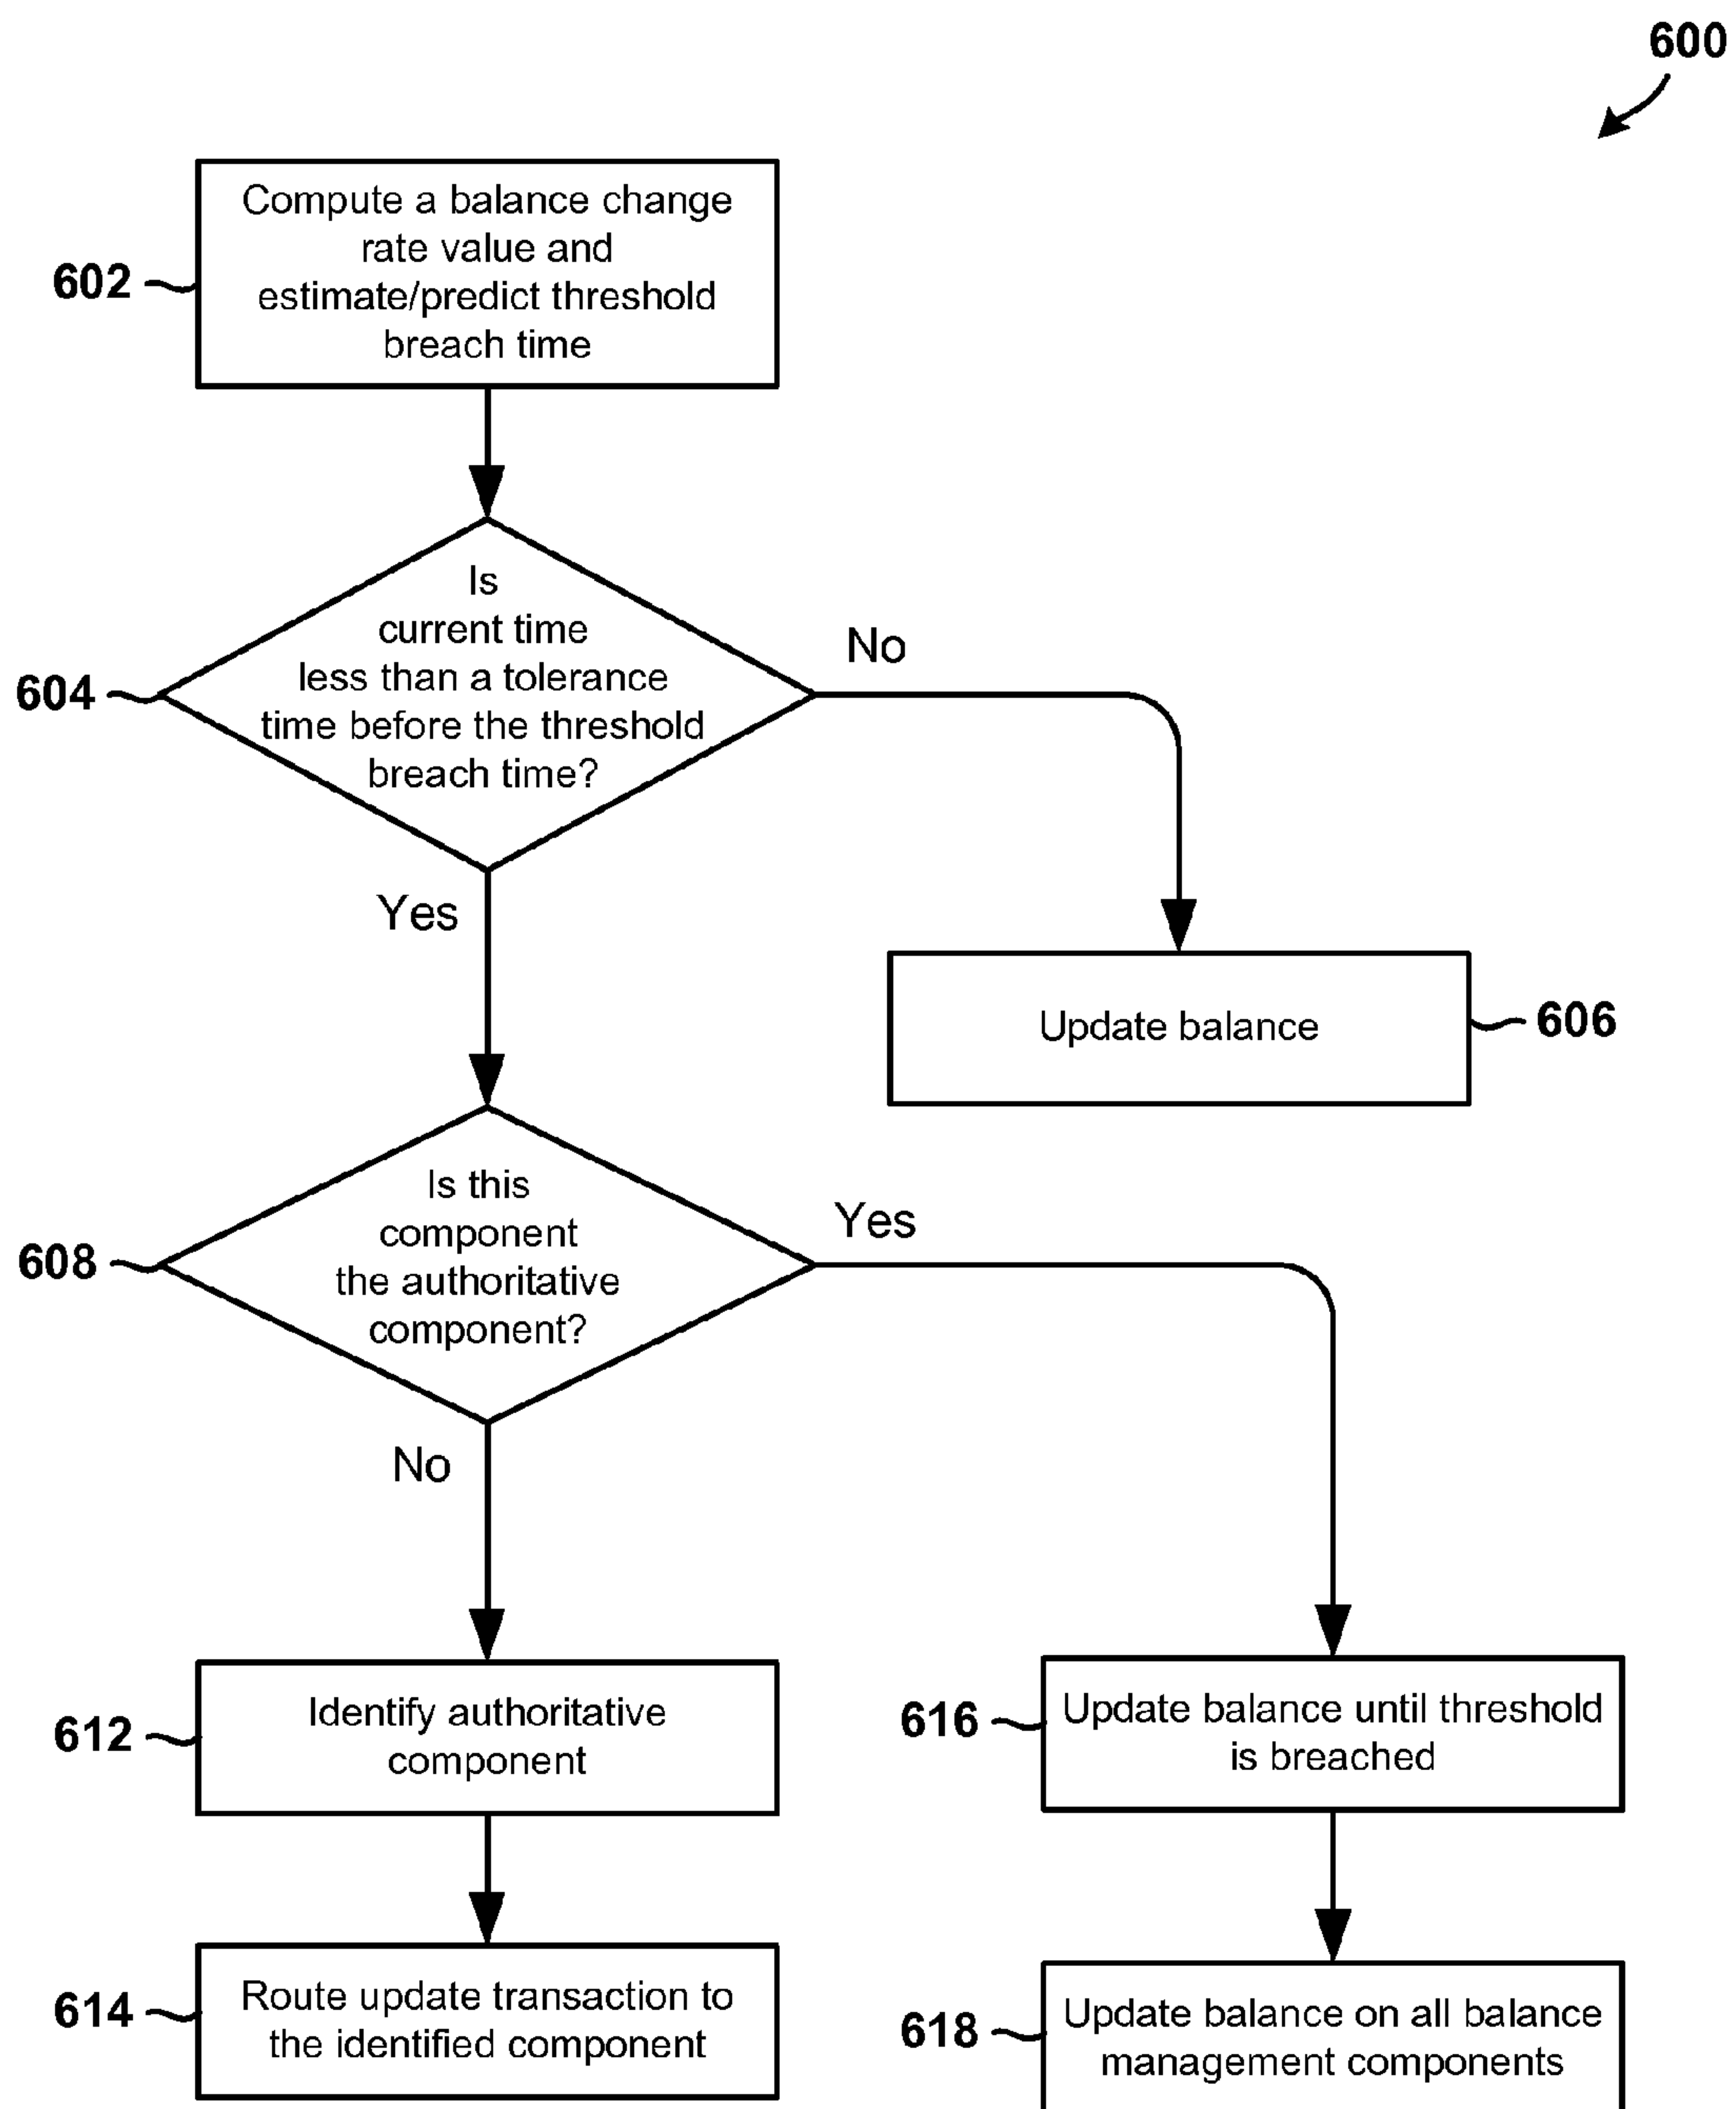 600
Compute a balance change
rate value and
estimate/predict threshold
breach time
602
Is
current time
less than a tolerance
time before the threshold
breach time?
604
No
Yes
Update balance
606
Is this
component
the authoritative
component?
608
Yes
No
Identify authoritative
component
612
616
Update balance until threshold
is breached
Route update transaction to
the identified component
614
618
Update balance on all balance
management components